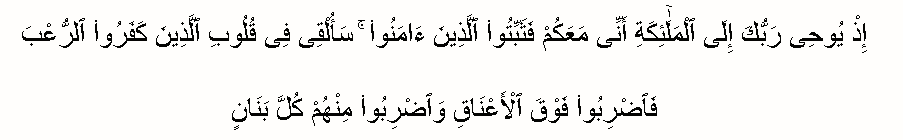 إِذْ يُوحِى رَبُّكَ إِلَى ٱلْمَلَٰٓئِكَةِ أَنِّى مَعَكُمْ فَثَبِّتُوا۟ ٱلَّذِينَ ءَامَنُوا۟ ۚ سَأُلْقِى فِى قُلُوبِ ٱلَّذِينَ كَفَرُوا۟ ٱلرُّعْبَ
فَٱضْرِبُوا۟ فَوْقَ ٱلْأَعْنَاقِ وَٱضْرِبُوا۟ مِنْهُمْ كُلَّ بَنَانٍ